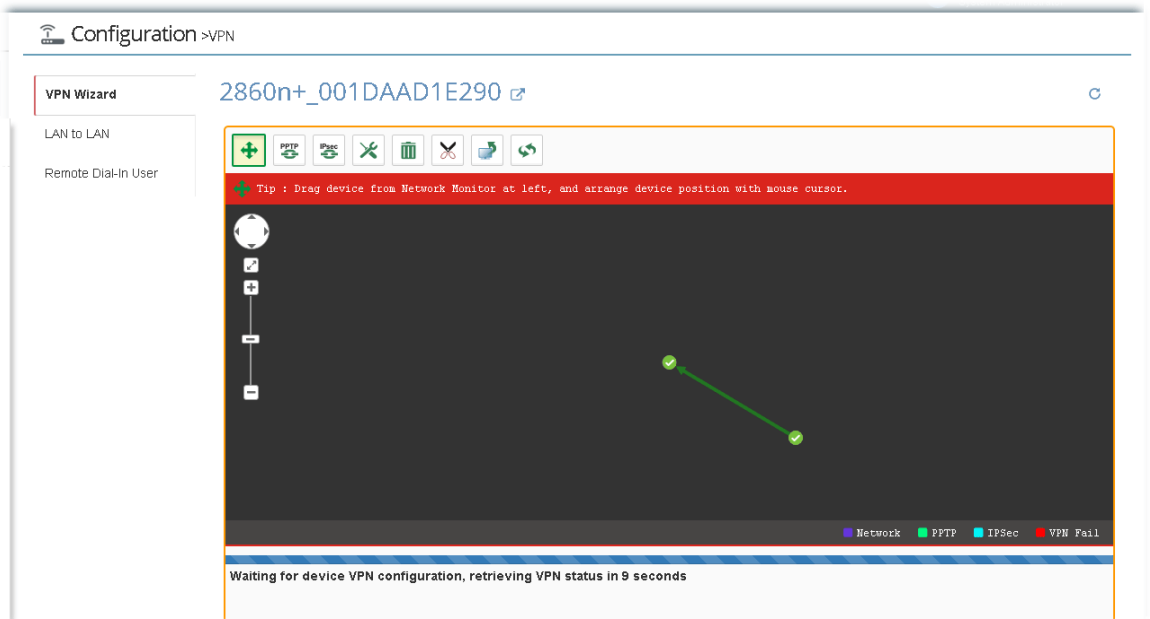 Configuration >VPN
VPN Wizard
LAN to LAN
Remote Dial-In User
2860n+_001DAAD1E290
PPTP
IPsec
Tip : Drag device from Network Monitor at left, and arrange device position with mouse cursor.
Network PPTP IPSec VPN Fail
Waiting for device VPN configuration, retrieving VPN status in 9 seconds